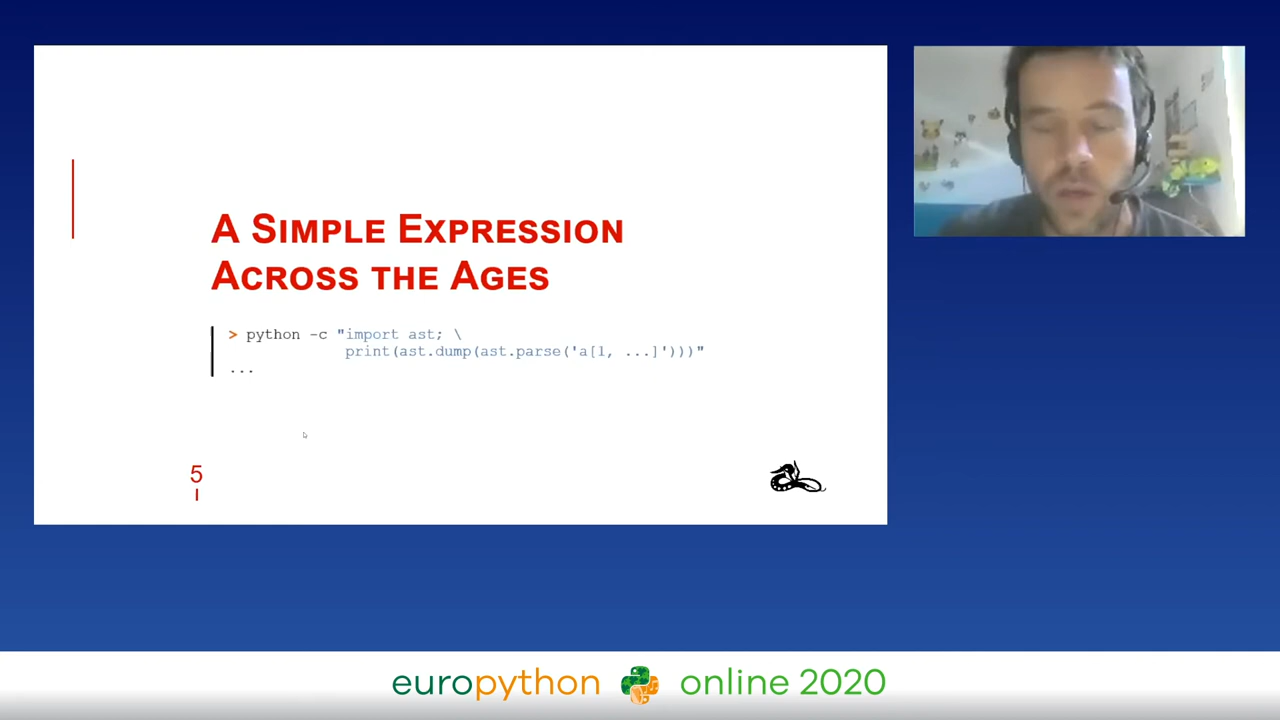 A Simple Expression
Across the Ages
> python -c "import ast; \
print(ast.dump(ast.parse('a[1, ...]')))"
...
5
europython online 2020